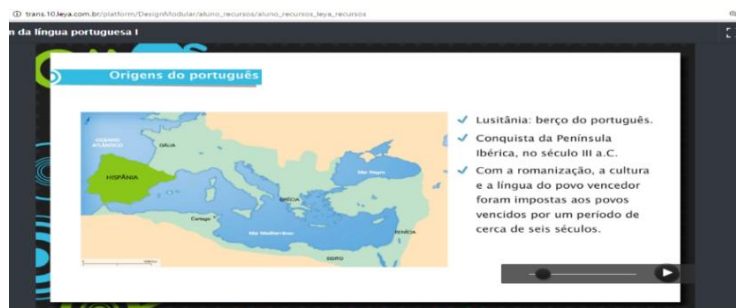 trans.10.leya.com.br/platform/DesignModular/aluno_recursos/aluno_recursos_leya_recursos
n da língua portuguesa I
Origens do português
OCEANO
ATLÂNTICO
GÁLIA
HISPÂNIA
Mar Negro
GRÉCIA
Cartago
Mar Mediterrâneo
FENÍCIA
EGITO
Lusitânia: berço do português.
Conquista da Península
Ibérica, no século III a.C.
Com a romanização, a cultura
e a língua do povo vencedor
foram impostas aos povos
vencidos por um período de
cerca de seis séculos.